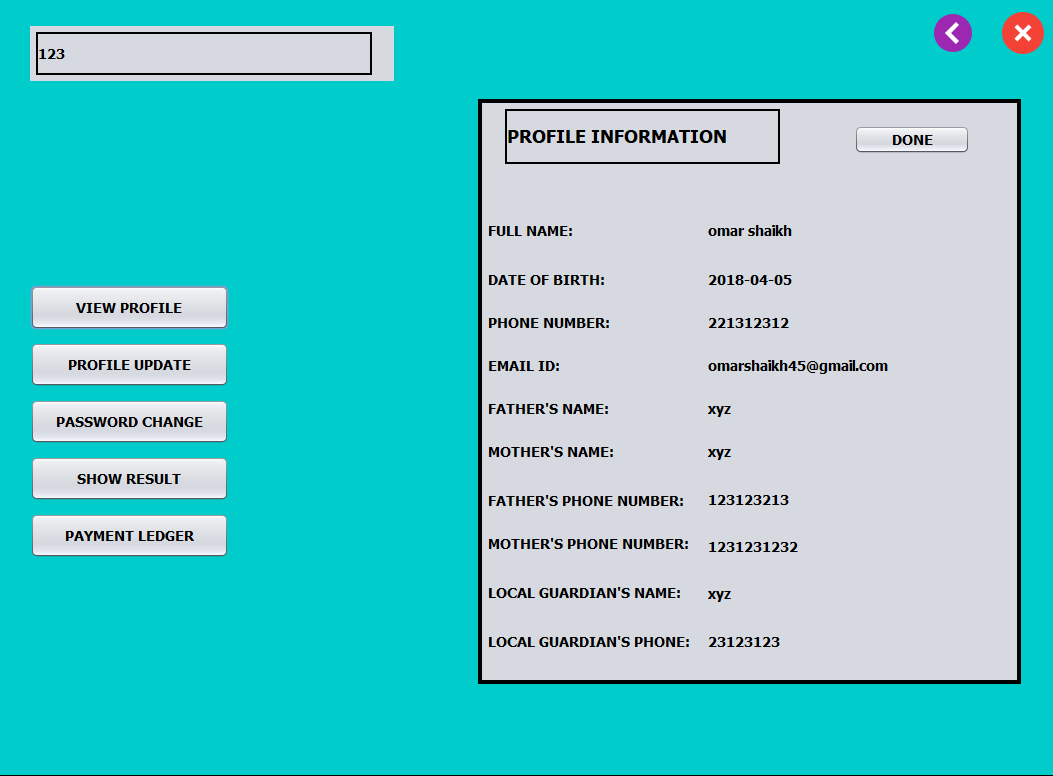 123
PROFILE INFORMATION
DONE
FULL NAME: omar shaikh
DATE OF BIRTH: 2018-04-05
PHONE NUMBER: 221312312
EMAIL ID: omarshaikh45@gmail.com
FATHER'S NAME: xyz
MOTHER'S NAME: xyz
FATHER'S PHONE NUMBER: 123123213
MOTHER'S PHONE NUMBER: 1231231232
LOCAL GUARDIAN'S NAME: xyz
LOCAL GUARDIAN'S PHONE: 23123123
VIEW PROFILE
PROFILE UPDATE
PASSWORD CHANGE
SHOW RESULT
PAYMENT LEDGER